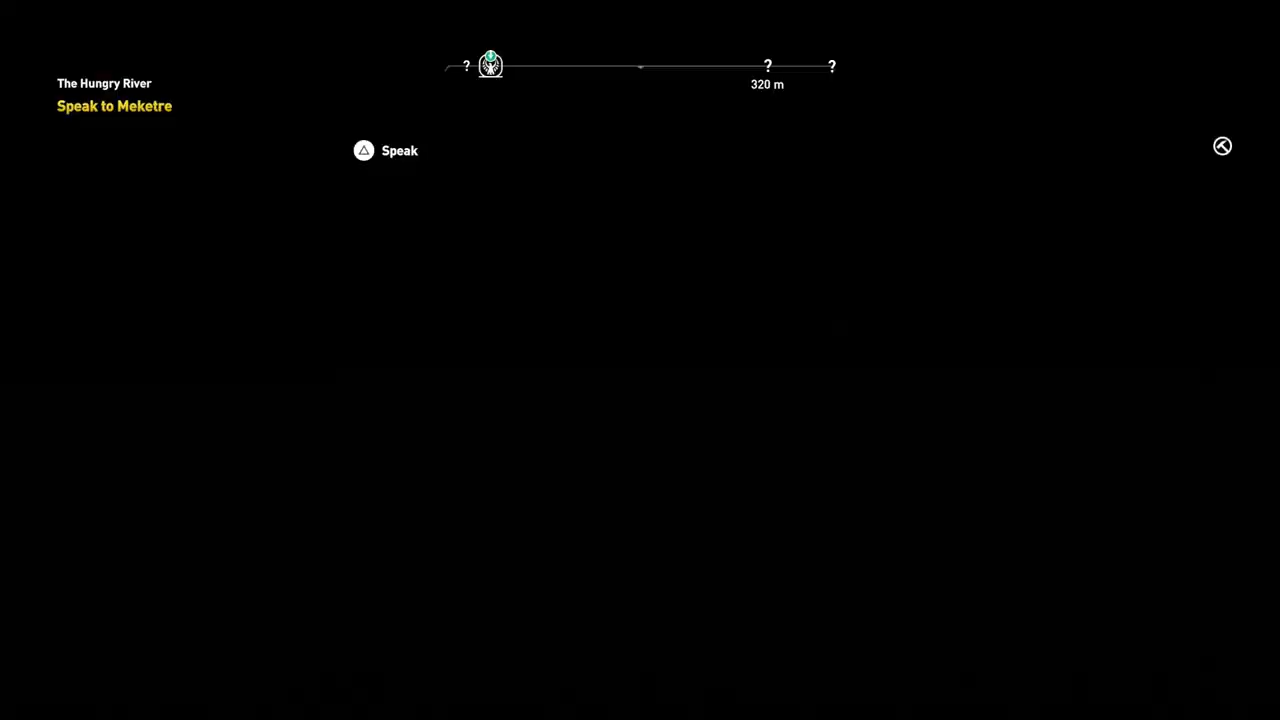 ? ? ?
The Hungry River
320 m
Speak to Meketre
Speak